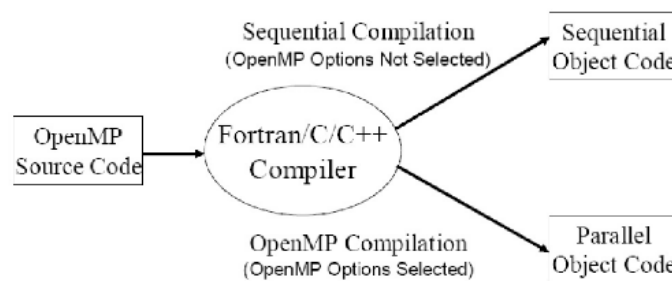 Sequential Compilation
(OpenMP Options Not Selected)
Sequential
Object Code
OpenMP
Source Code
Fortran/C/C++
Compiler
OpenMP Compilation
(OpenMP Options Selected)
Parallel
Object Code